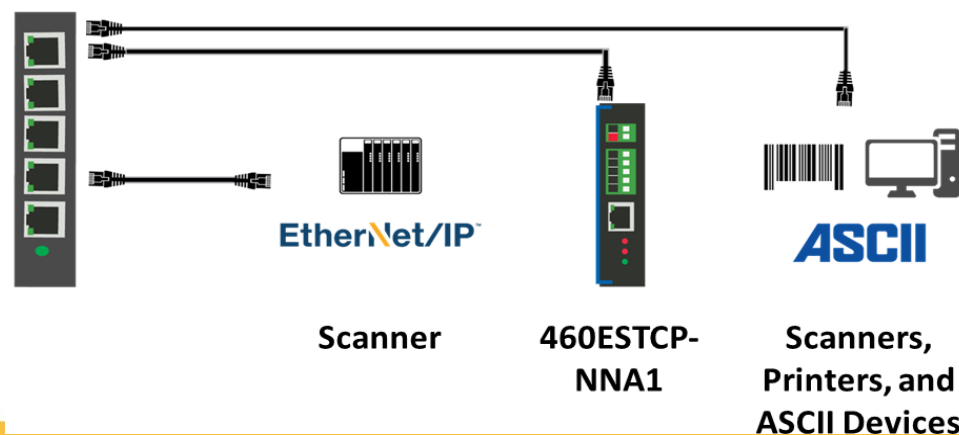 EtherNet/IP™
ASCII
Scanner
460ESTCP-
NNA1
Scanners,
Printers, and
ASCII Devices